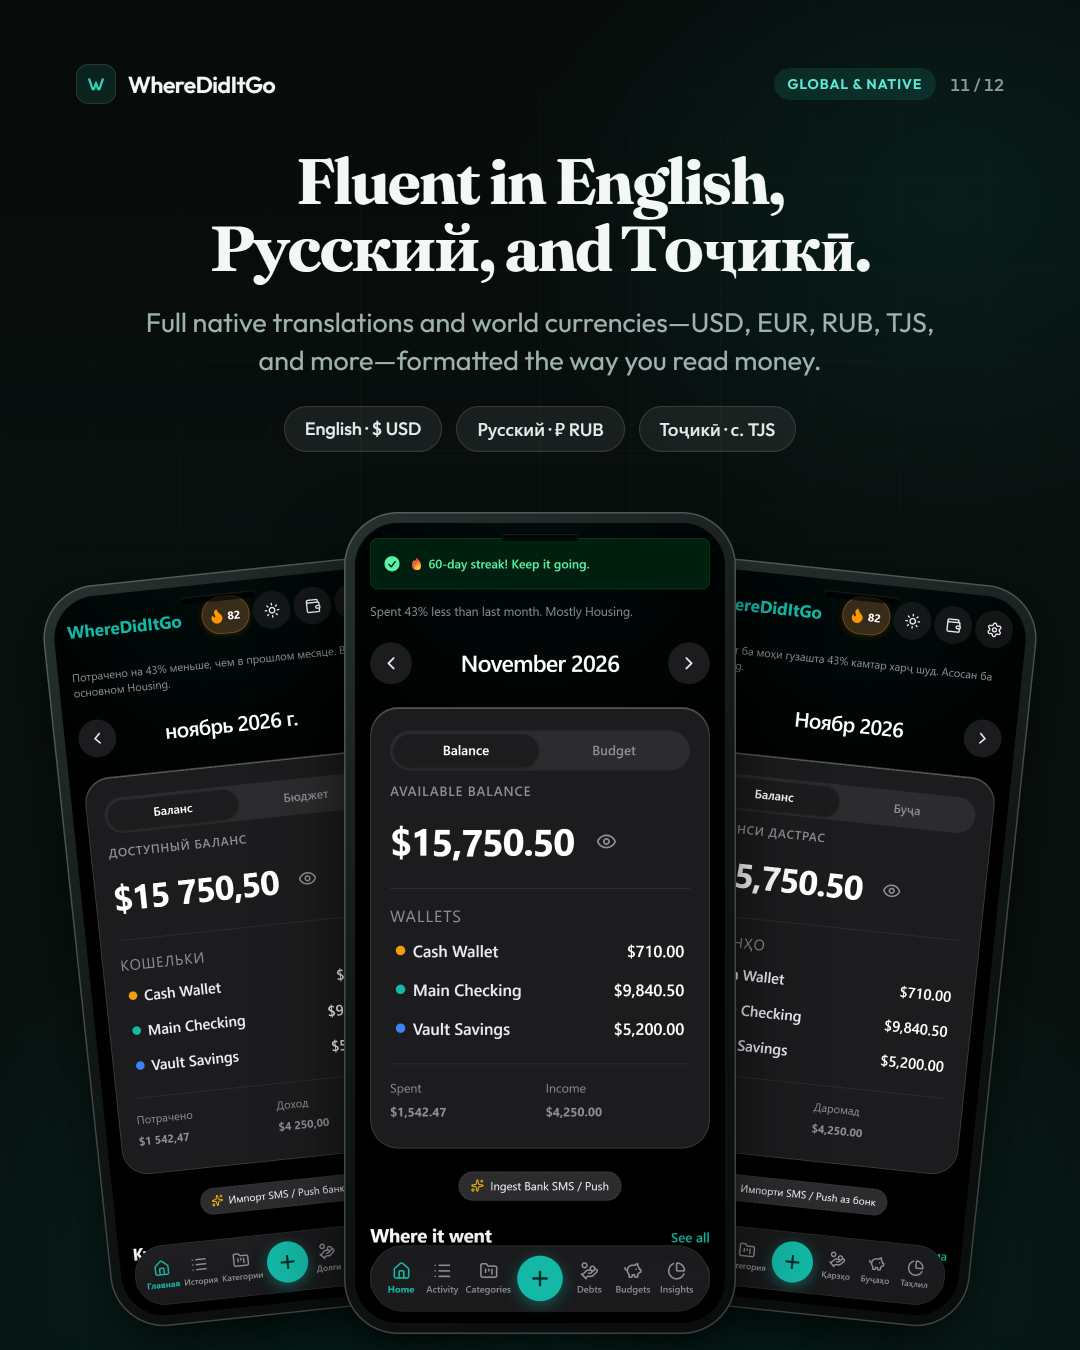 W WhereDidItGo
GLOBAL & NATIVE 11 / 12
Fluent in English,
Русский, and Тоҷикӣ.
Full native translations and world currencies—USD, EUR, RUB, TJS,
and more—formatted the way you read money.
English · $ USD
Русский · ₽ RUB
Тоҷикӣ · с. TJS
WhereDidItGo 82
Потрачено на 43% меньше, чем в прошлом месяце. В
основном Housing.
ноябрь 2026 г.
Баланс Бюджет
ДОСТУПНЫЙ БАЛАНС
$15 750,50
КОШЕЛЬКИ
Cash Wallet
Main Checking $9
Vault Savings
Потрачено Доход
$1 542,47 $4 250,00
Импорт SMS / Push банк
Главная История Категории Долги
60-day streak! Keep it going.
Spent 43% less than last month. Mostly Housing.
November 2026
Balance Budget
AVAILABLE BALANCE
$15,750.50
WALLETS
Cash Wallet $710.00
Main Checking $9,840.50
Vault Savings $5,200.00
Spent Income
$1,542.47 $4,250.00
Ingest Bank SMS / Push
Where it went See all
Home Activity Categories Debts Budgets Insights
ereDidItGo 82
ба моҳи гузашта 43% камтар харҷ шуд. Асосан ба
Ноябр 2026
Баланс Буҷа
НСИ ДАСТРАС
5,750.50
НҲО
Wallet $710.00
Checking $9,840.50
Savings $5,200.00
Даромад
$4,250.00
Импорти SMS / Push аз бонк
тегория Қарзҳо Буҷаҳо Таҳлил